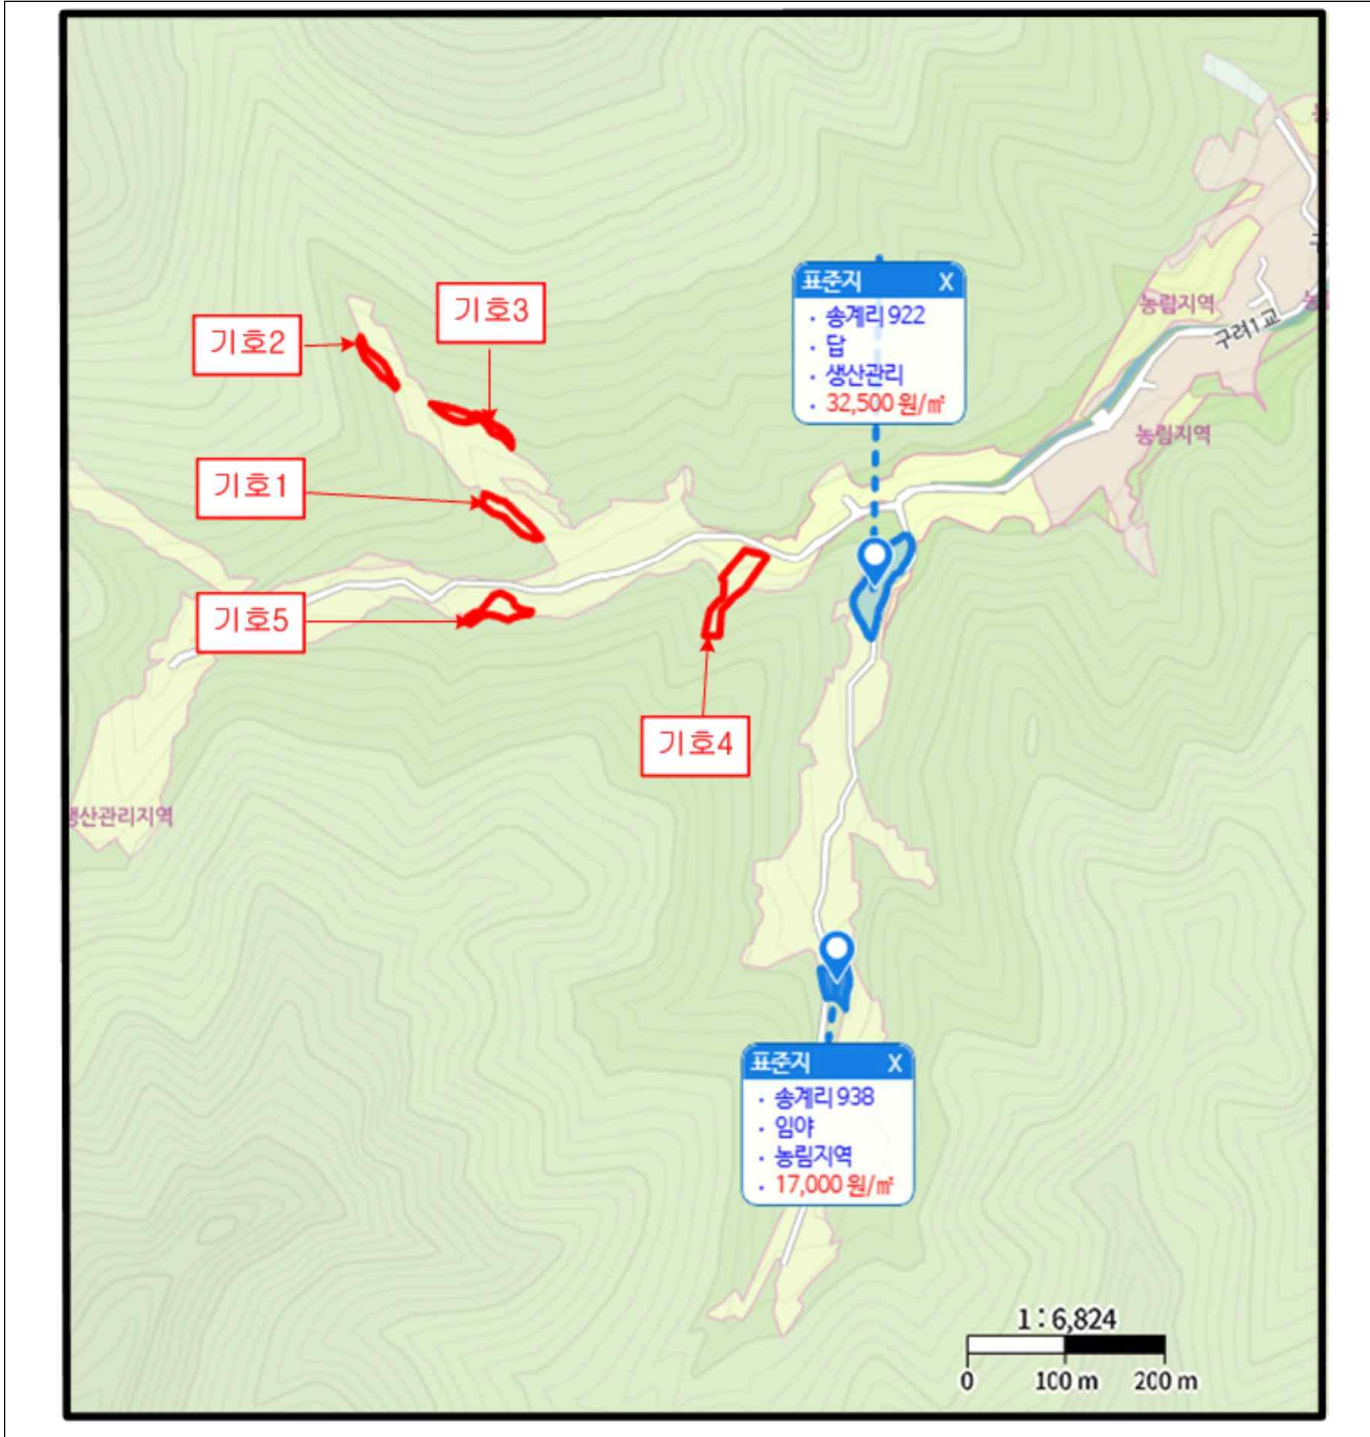 표준지 X
· 송계리 922
· 답
· 생산관리
· 32,500 원/㎡
기호3
기호2
기호1
기호5
기호4
농림지역
구려1교
농림지역
생산관리지역
표준지 X
· 송계리 938
· 임야
· 농림지역
· 17,000 원/㎡
1:6,824
0 100 m 200 m